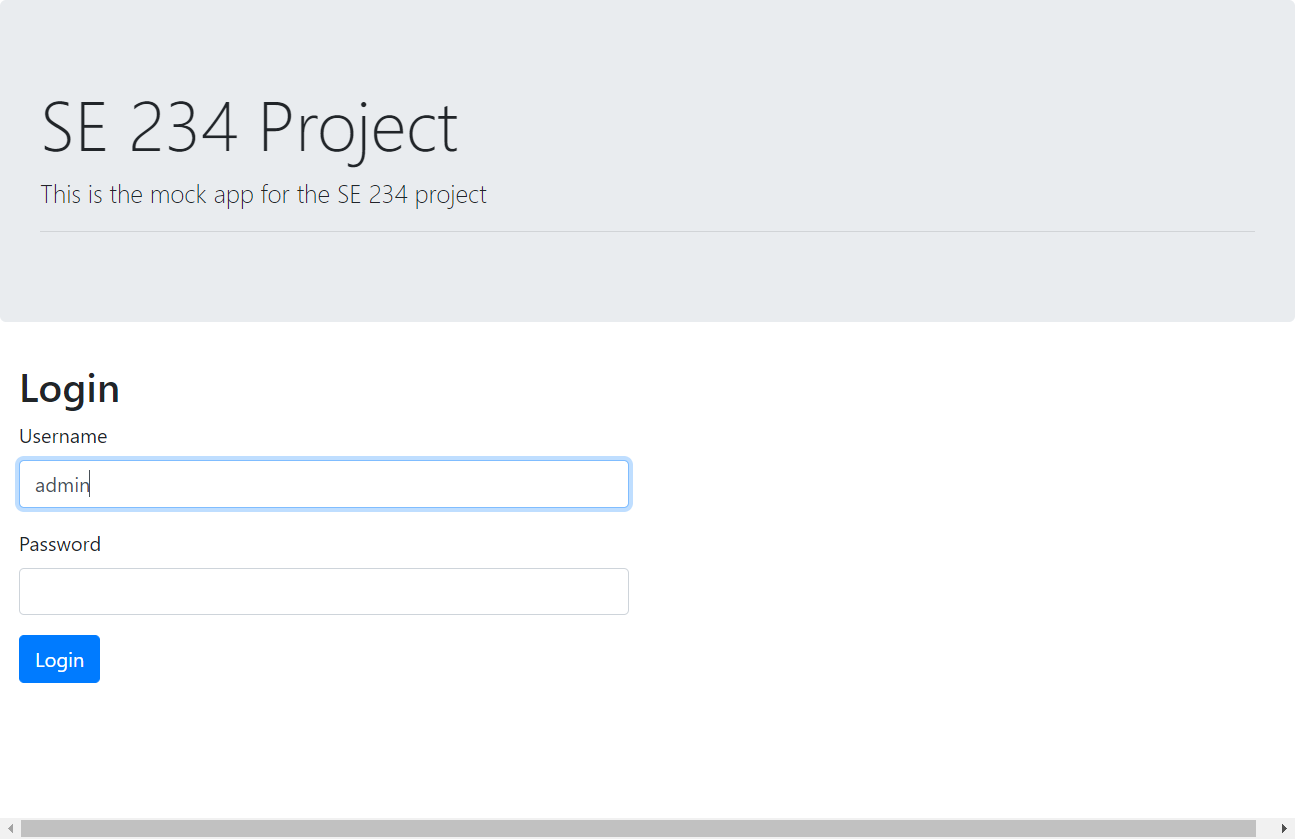 SE 234 Project
This is the mock app for the SE 234 project
Login
Username
admin
Password
Login